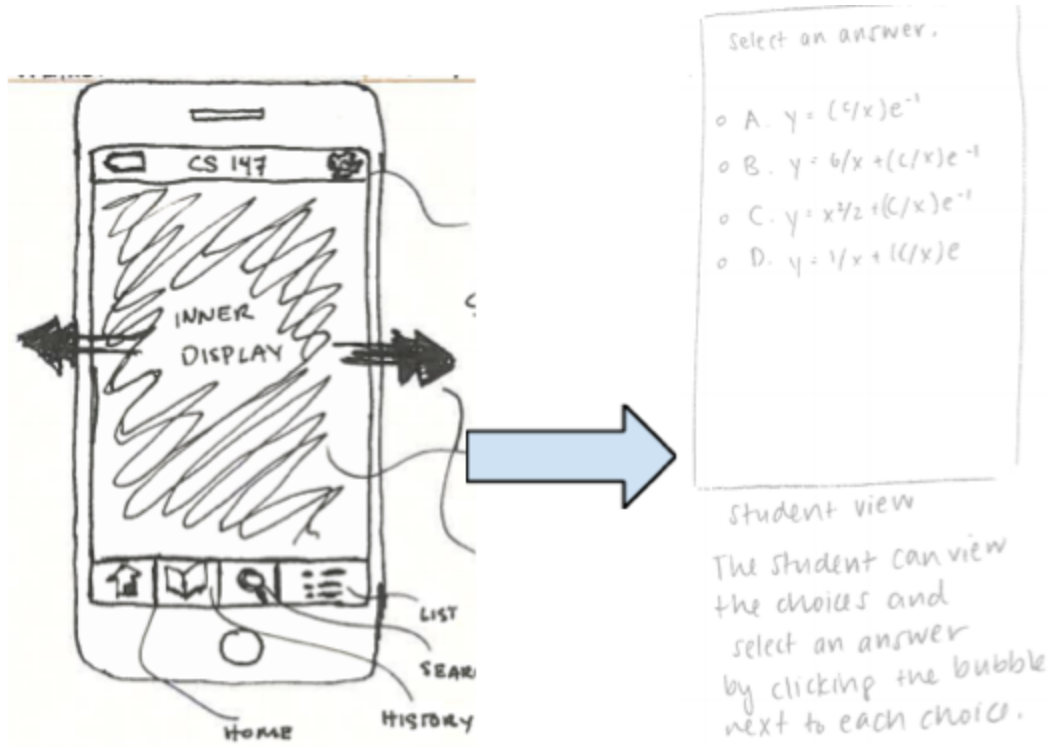 CS 147
INNER
DISPLAY
LIST
SEAR
HISTORY
HOME
select an answer.
A. y = (c/x)e⁻¹
B. y = 6/x + (c/x)e⁻¹
C. y = x²/2 + (C/x)e⁻¹
D. y = 1/x + (C/x)e
student view
The student can view
the choices and
select an answer
by clicking the bubble
next to each choice.